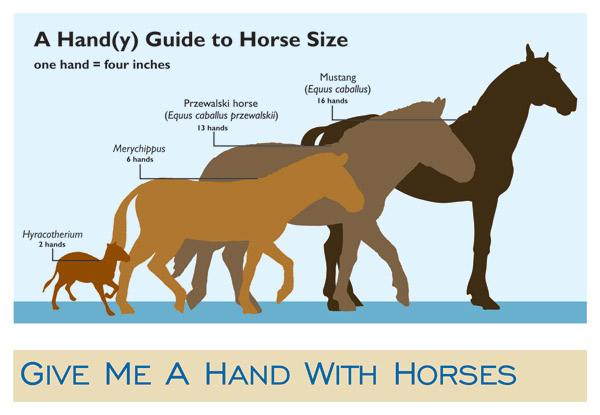 A Hand(y) Guide to Horse Size
one hand = four inches
Mustang
(Equus caballus)
16 hands
Przewalski horse
(Equus caballus przewalskii)
13 hands
Merychippus
6 hands
Hyracotherium
2 hands
GIVE ME A HAND WITH HORSES